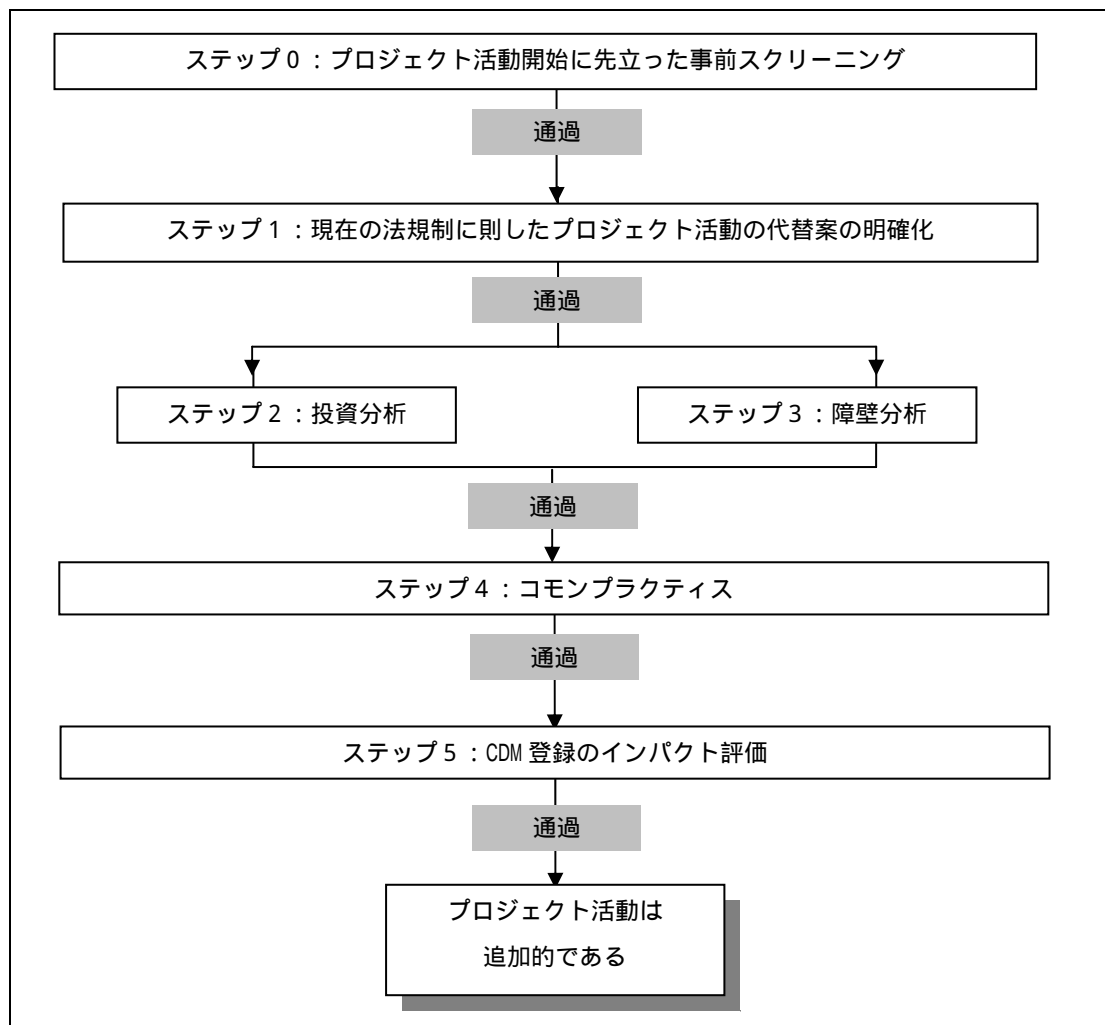 ステップ0：プロジェクト活動開始に先立った事前スクリーニング
通過
ステップ1：現在の法規制に則したプロジェクト活動の代替案の明確化
通過
ステップ2：投資分析
ステップ3：障壁分析
通過
ステップ4：コモンプラクティス
通過
ステップ5：CDM 登録のインパクト評価
通過
プロジェクト活動は
追加的である